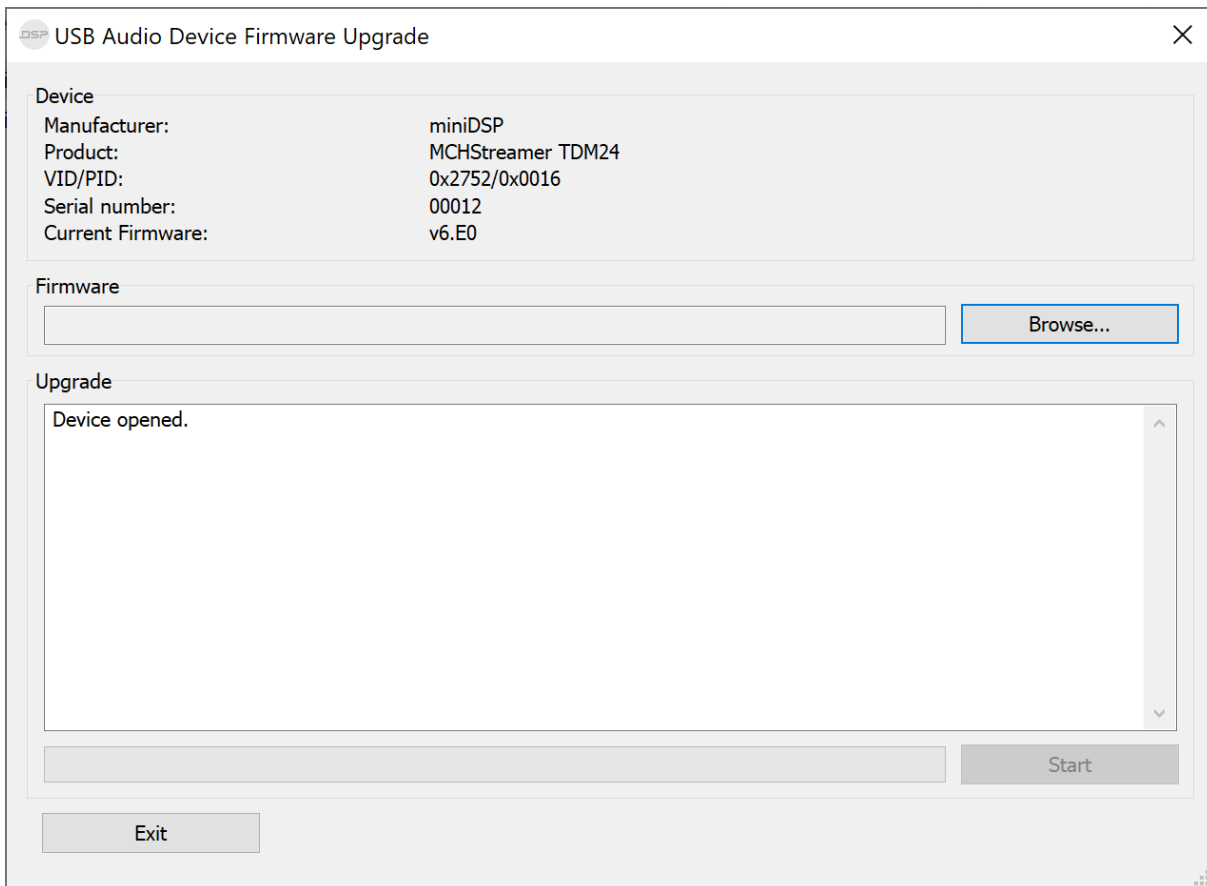 DSP USB Audio Device Firmware Upgrade
Device
Manufacturer: miniDSP
Product: MCHStreamer TDM24
VID/PID: 0x2752/0x0016
Serial number: 00012
Current Firmware: v6.E0
Firmware
Browse...
Upgrade
Device opened.
Start
Exit